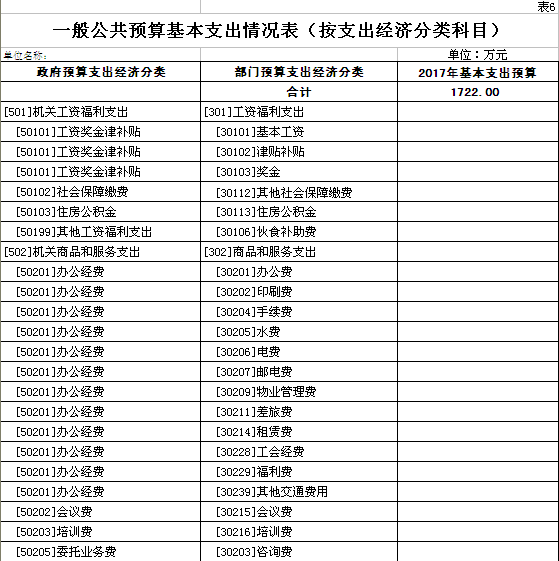 表6
一般公共预算基本支出情况表（按支出经济分类科目）
单位名称： 单位：万元
政府预算支出经济分类 部门预算支出经济分类 2017年基本支出预算
合计 1722.00
[501]机关工资福利支出 [301]工资福利支出
[50101]工资奖金津补贴 [30101]基本工资
[50101]工资奖金津补贴 [30102]津贴补贴
[50101]工资奖金津补贴 [30103]奖金
[50102]社会保障缴费 [30112]其他社会保障缴费
[50103]住房公积金 [30113]住房公积金
[50199]其他工资福利支出 [30106]伙食补助费
[502]机关商品和服务支出 [302]商品和服务支出
[50201]办公经费 [30201]办公费
[50201]办公经费 [30202]印刷费
[50201]办公经费 [30204]手续费
[50201]办公经费 [30205]水费
[50201]办公经费 [30206]电费
[50201]办公经费 [30207]邮电费
[50201]办公经费 [30209]物业管理费
[50201]办公经费 [30211]差旅费
[50201]办公经费 [30214]租赁费
[50201]办公经费 [30228]工会经费
[50201]办公经费 [30229]福利费
[50201]办公经费 [30239]其他交通费用
[50202]会议费 [30215]会议费
[50203]培训费 [30216]培训费
[50205]委托业务费 [30203]咨询费